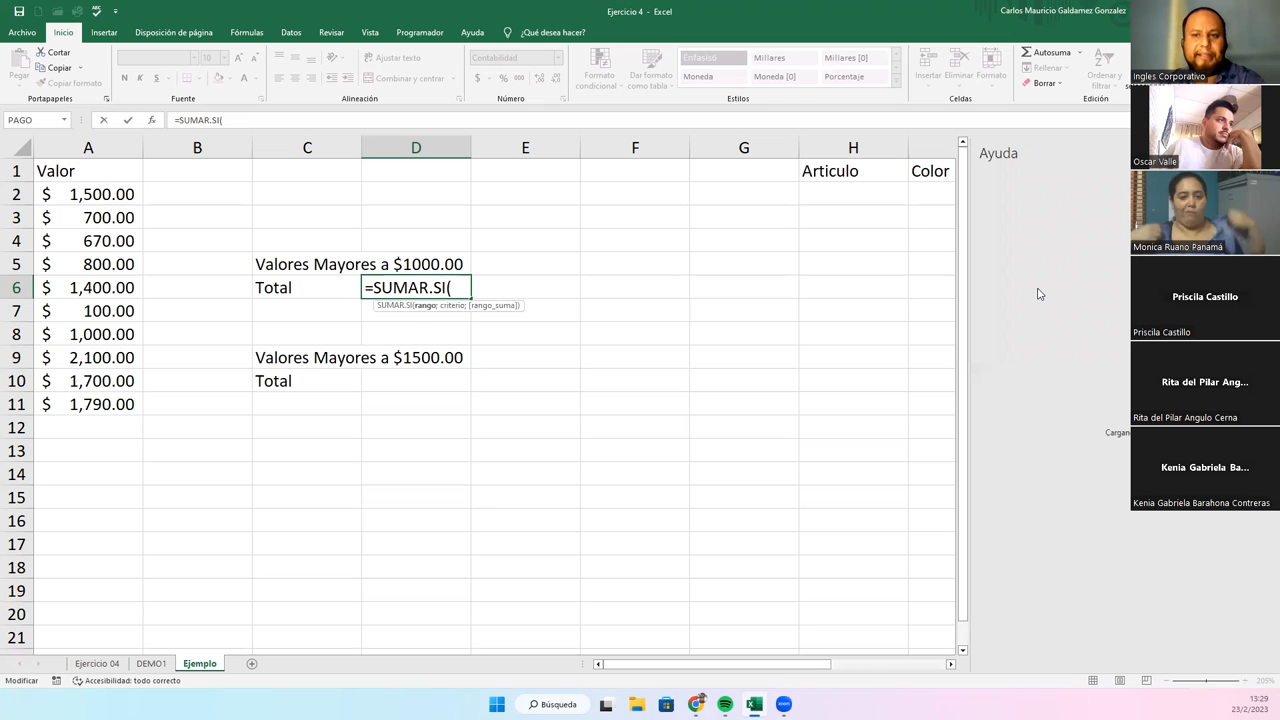 Ejercicio 4 - Excel
Carlos Mauricio Galdamez Gonzalez
Archivo Inicio Insertar Disposición de página Fórmulas Datos Revisar Vista Programador Ayuda ¿Qué desea hacer?
Pegar
Cortar
Copiar
Copiar formato
Portapapeles
N K S
Fuente
Ajustar texto
Combinar y centrar
Alineación
Contabilidad
Número
Formato condicional
Dar formato como tabla
Énfasis6 Millares Millares [0]
Moneda Moneda [0] Porcentaje
Estilos
Insertar Eliminar Formato
Celdas
Autosuma
Rellenar
Borrar
Ordenar y
Edición
PAGO
fx
=SUMAR.SI(
A B C D E F G H
1 Valor Articulo Color
2 $ 1,500.00
3 $ 700.00
4 $ 670.00
5 $ 800.00 Valores Mayores a $1000.00
6 $ 1,400.00 Total =SUMAR.SI(
SUMAR.SI(rango; criterio; [rango_suma])
7 $ 100.00
8 $ 1,000.00
9 $ 2,100.00 Valores Mayores a $1500.00
10 $ 1,700.00 Total
11 $ 1,790.00
12
13
14
15
16
17
18
19
20
21
Ayuda
Ingles Corporativo
Oscar Valle
Monica Ruano Panamá
Priscila Castillo
Priscila Castillo
Rita del Pilar Ang...
Rita del Pilar Angulo Cerna
Kenia Gabriela Ba...
Kenia Gabriela Barahona Contreras
Ejercicio 04 DEMO1 Ejemplo
Modificar Accesibilidad: todo correcto
205%
Búsqueda
zoom
13:29
23/2/2023